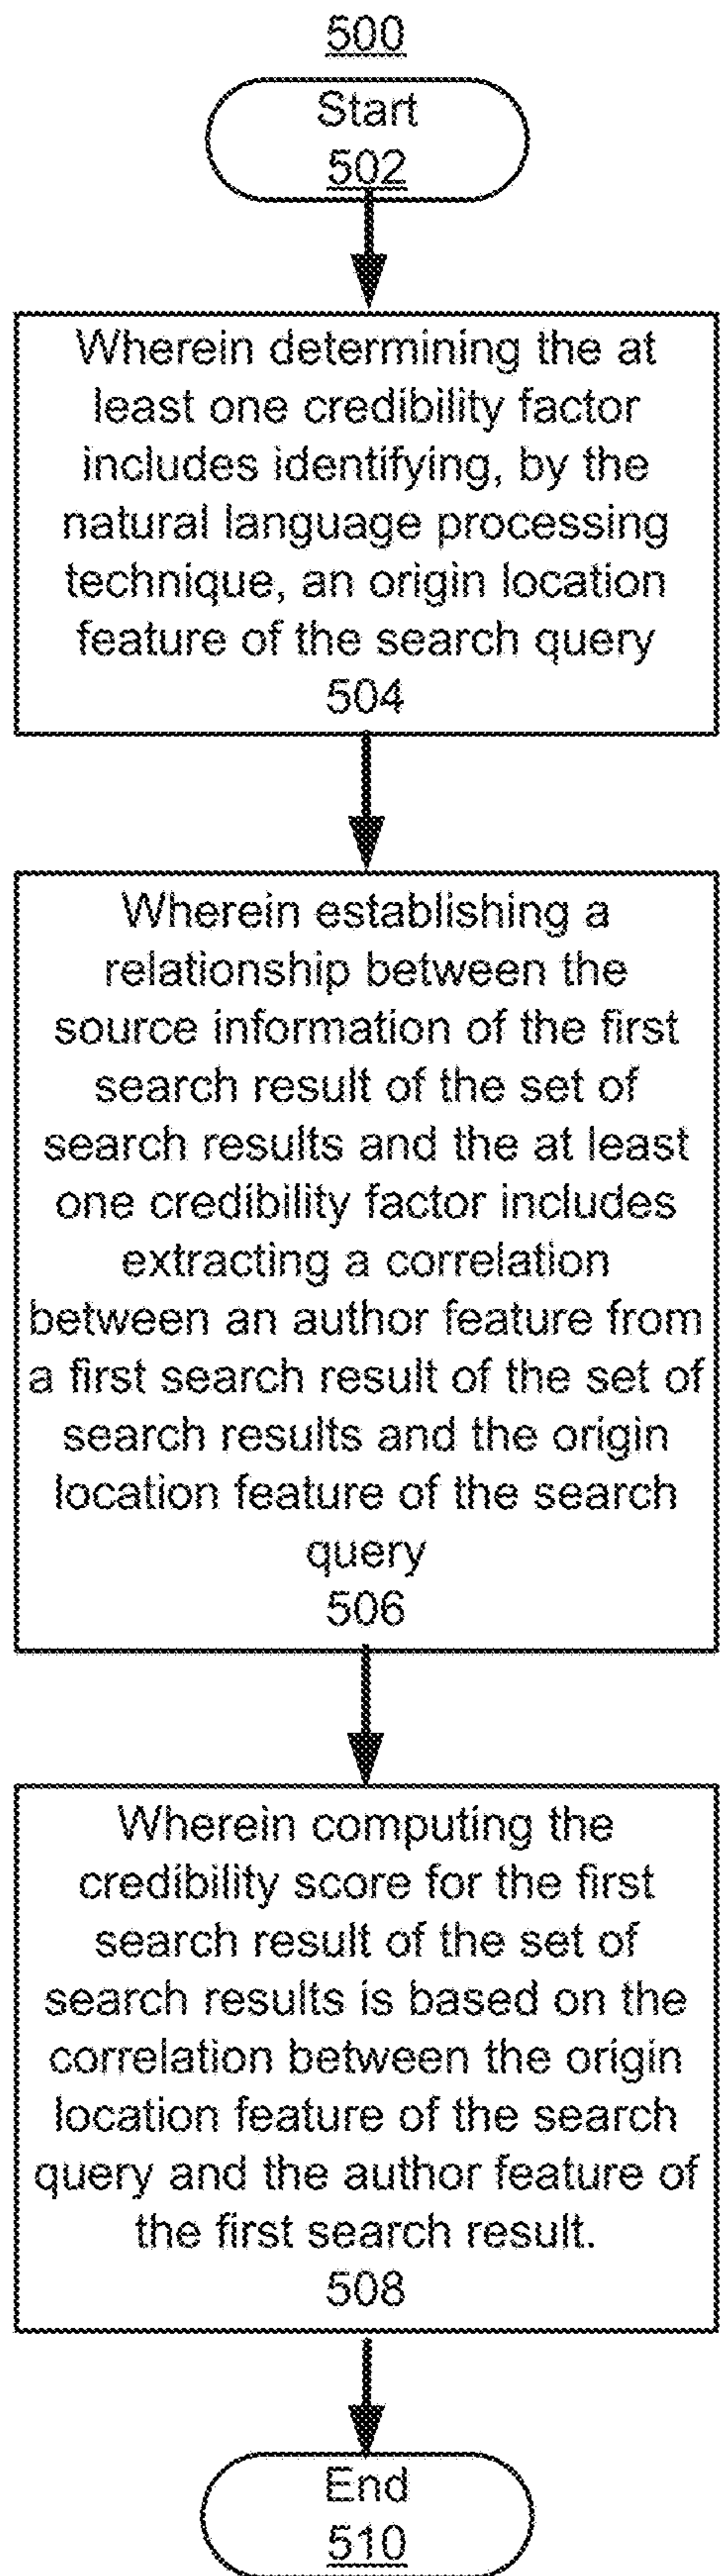 500
Start
502
Wherein determining the at
least one credibility factor
includes identifying, by the
natural language processing
technique, an origin location
feature of the search query
504
Wherein establishing a
relationship between the
source information of the first
search result of the set of
search results and the at least
one credibility factor includes
extracting a correlation
between an author feature from
a first search result of the set of
search results and the origin
location feature of the search
query
506
Wherein computing the
credibility score for the first
search result of the set of
search results is based on the
correlation between the origin
location feature of the search
query and the author feature of
the first search result.
508
End
510